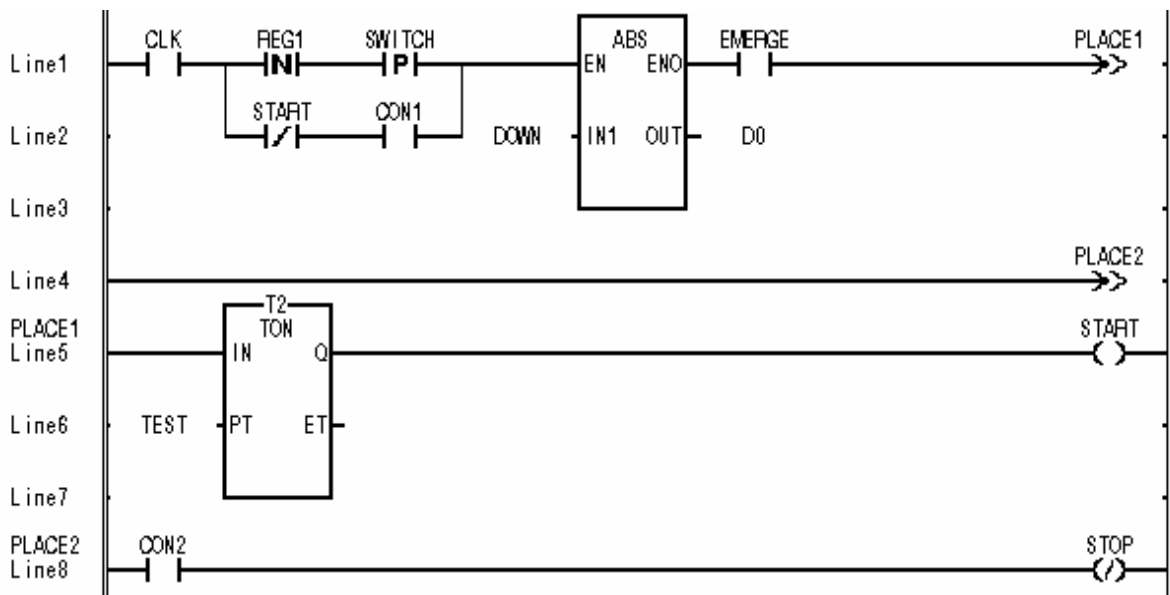 CLK REG1 SWITCH ABS EMERGE PLACE1
Line1 N P EN ENO
START CON1
Line2 DOWN IN1 OUT D0
Line3
PLACE2
Line4
T2
PLACE1 TON START
Line5 IN Q
Line6 TEST PT ET
Line7
PLACE2 CON2 STOP
Line8